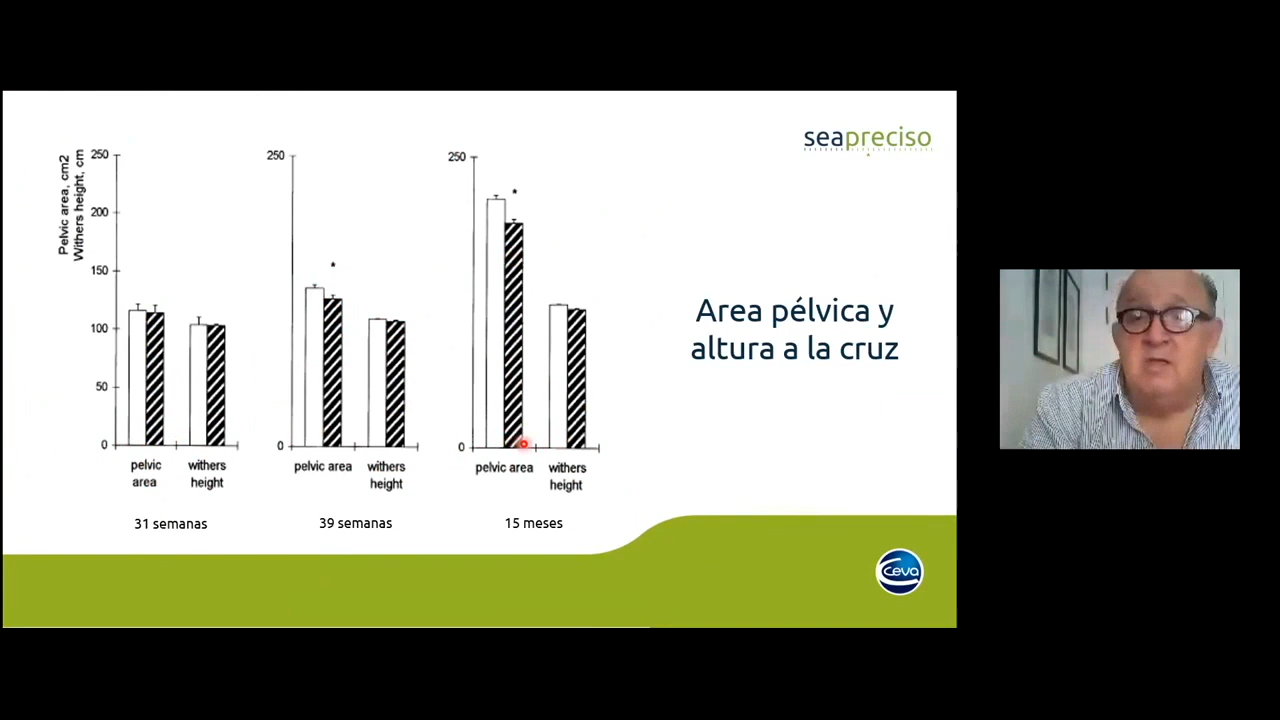 seapreciso
Pelvic area, cm2
Withers height, cm
250
200
150
100
50
0
pelvic
area
withers
height
31 semanas
250
*
0
pelvic area
withers
height
39 semanas
250
*
0
pelvic area
withers
height
15 meses
Area pélvica y
altura a la cruz
ceva